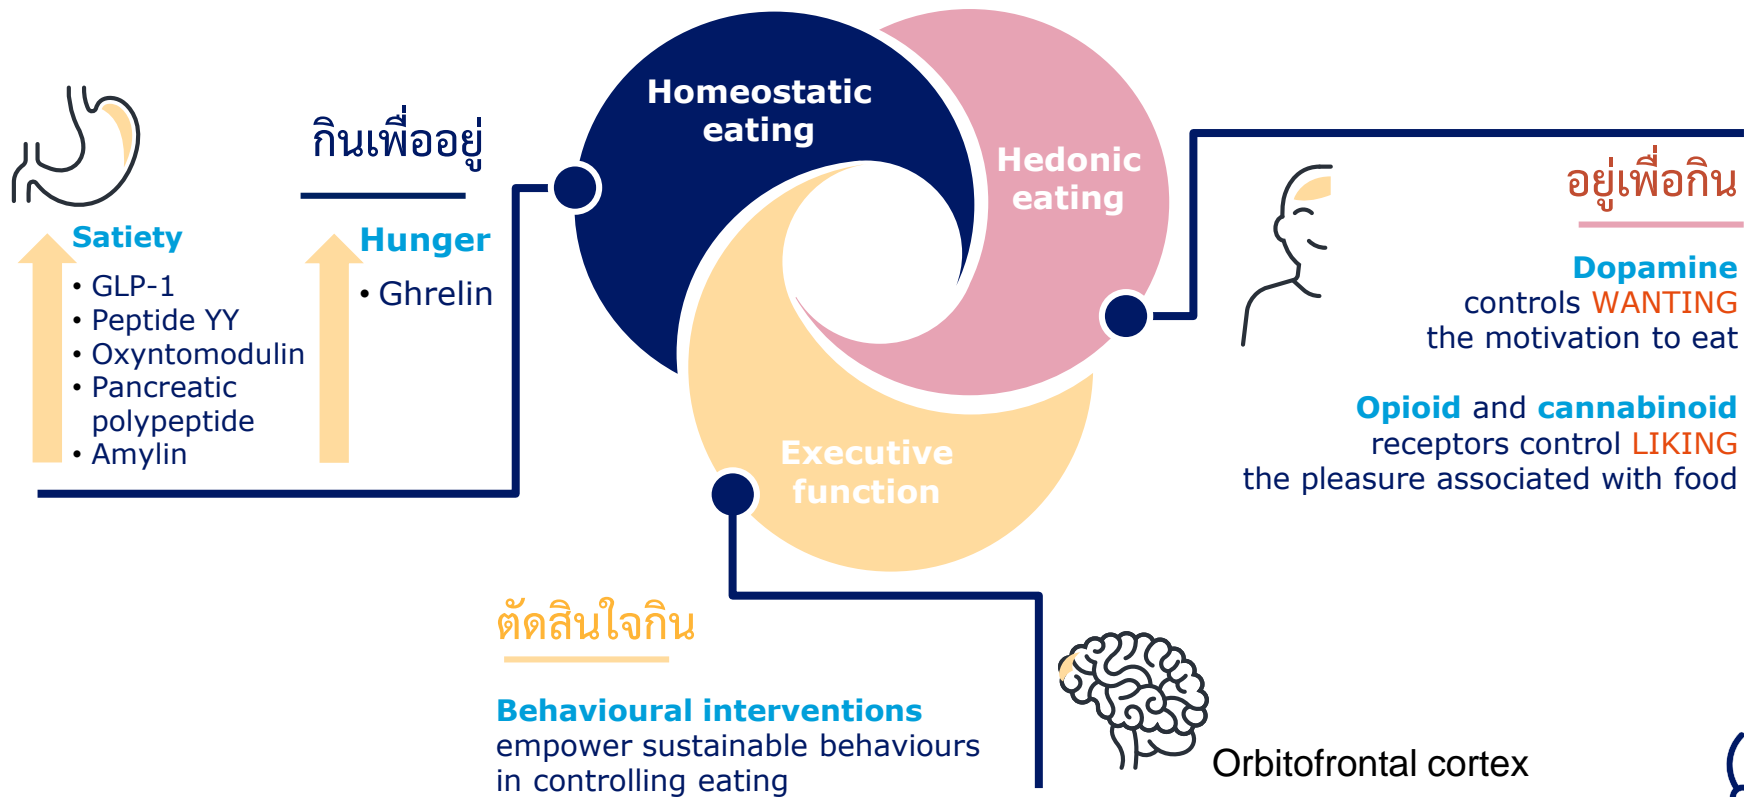 Homeostatic
eating
Hedonic
eating
Executive
function
กินเพื่ออยู่
Satiety
• GLP-1
• Peptide YY
• Oxyntomodulin
• Pancreatic
polypeptide
• Amylin
Hunger
• Ghrelin
อยู่เพื่อกิน
Dopamine
controls WANTING
the motivation to eat
Opioid and cannabinoid
receptors control LIKING
the pleasure associated with food
ตัดสินใจกิน
Behavioural interventions
empower sustainable behaviours
in controlling eating
Orbitofrontal cortex